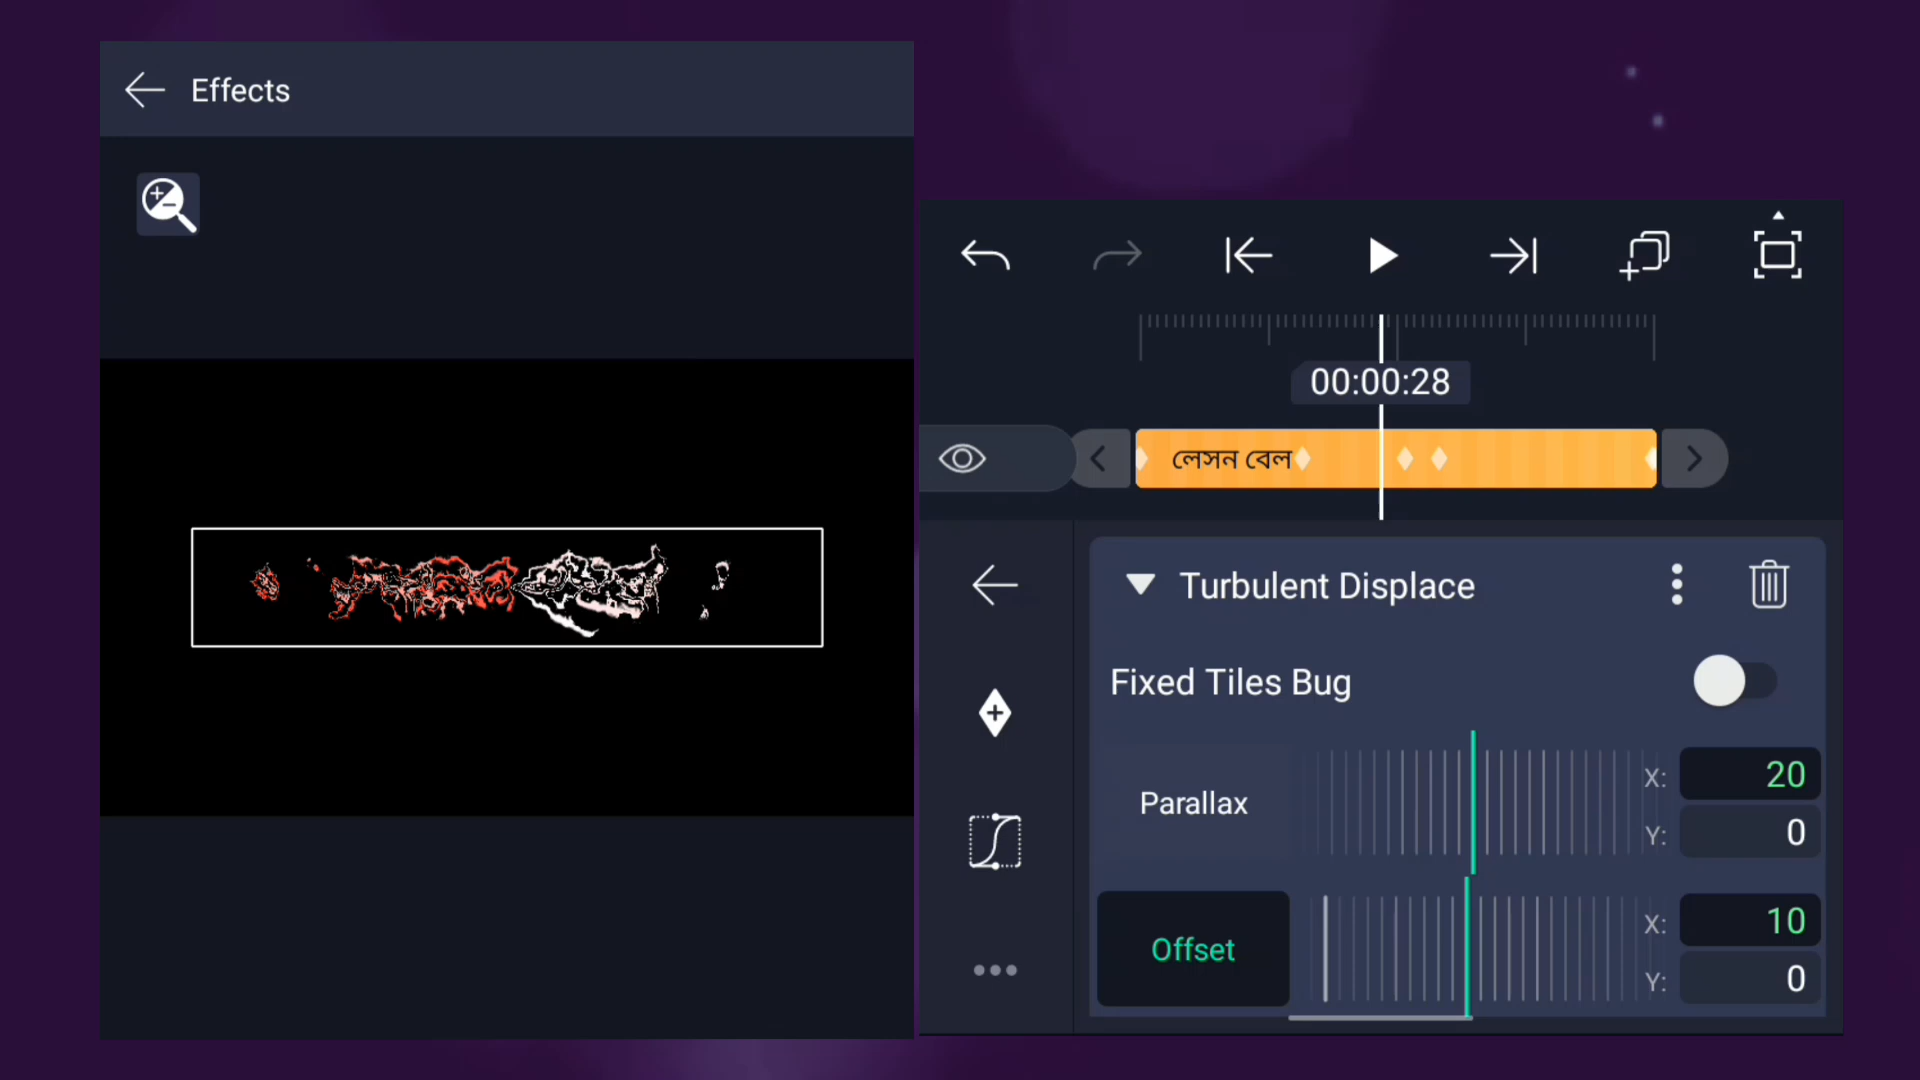 Effects
00:00:28
লেসন বেল
Turbulent Displace
Fixed Tiles Bug
Parallax
X: 20
Y: 0
Offset
X: 10
Y: 0